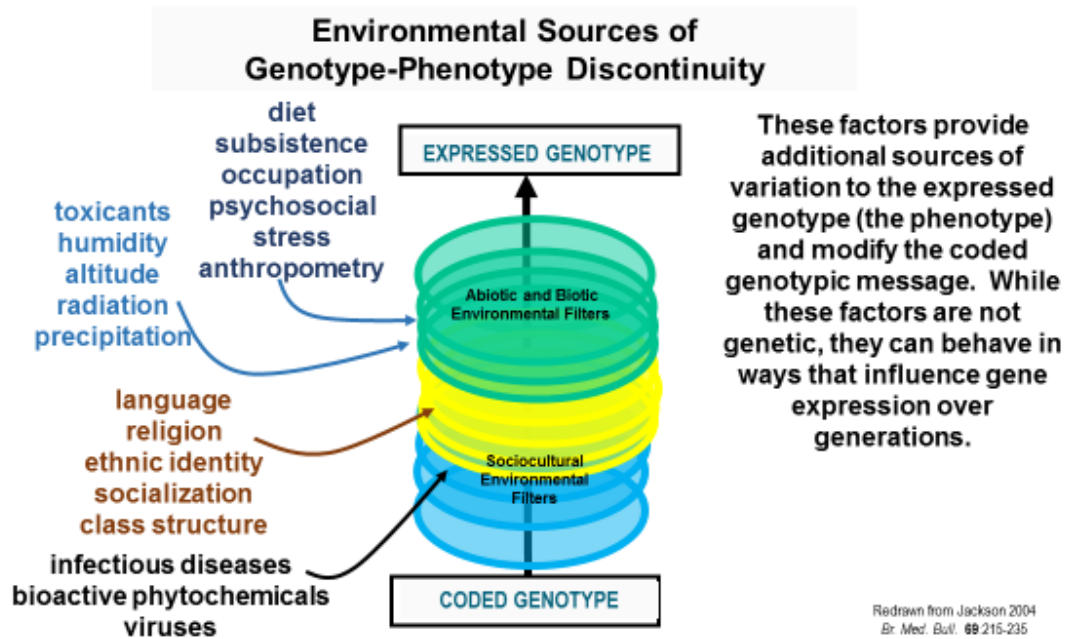 Environmental Sources of
Genotype-Phenotype Discontinuity
diet
subsistence
occupation
psychosocial
stress
anthropometry
toxicants
humidity
altitude
radiation
precipitation
language
religion
ethnic identity
socialization
class structure
infectious diseases
bioactive phytochemicals
viruses
EXPRESSED GENOTYPE
Abiotic and Biotic
Environmental Filters
Sociocultural
Environmental
Filters
CODED GENOTYPE
These factors provide
additional sources of
variation to the expressed
genotype (the phenotype)
and modify the coded
genotypic message. While
these factors are not
genetic, they can behave in
ways that influence gene
expression over
generations.
Redrawn from Jackson 2004
Br. Med. Bull. 69:215-235